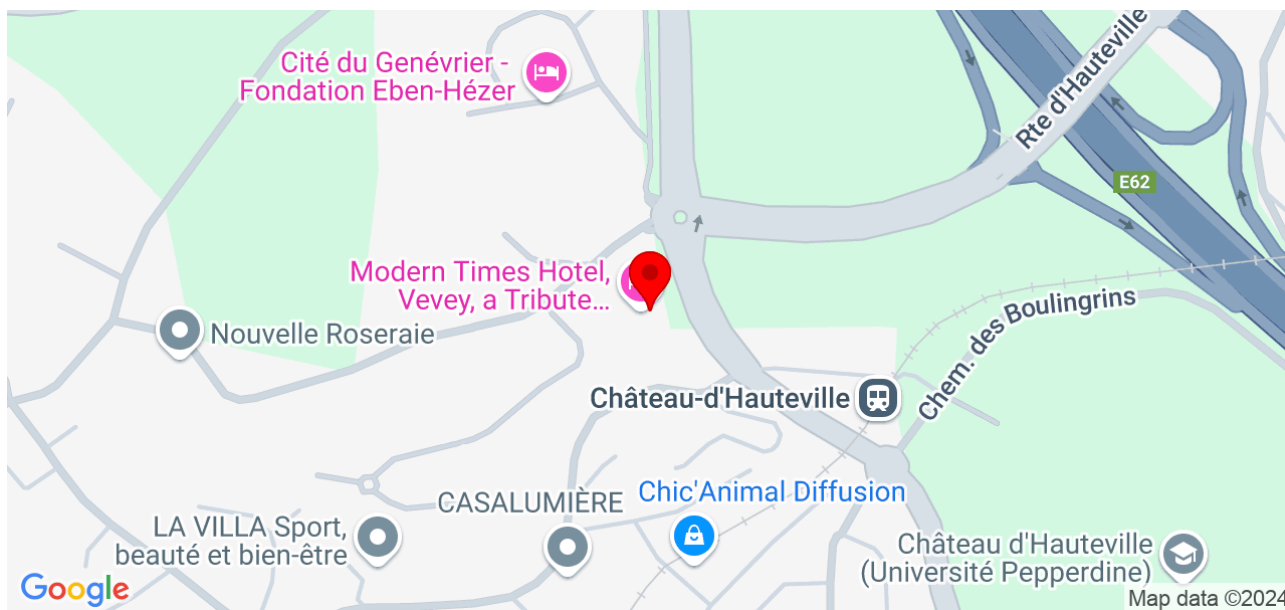 Cité du Genévrier -
Fondation Eben-Hézer
Rte d'Hauteville
E62
Modern Times Hotel,
Vevey, a Tribute...
Nouvelle Roseraie
Chem. des Boulingrins
Château-d'Hauteville
CASALUMIÈRE
Chic'Animal Diffusion
LA VILLA Sport,
beauté et bien-être
Château d'Hauteville
(Université Pepperdine)
Google
Map data ©2024